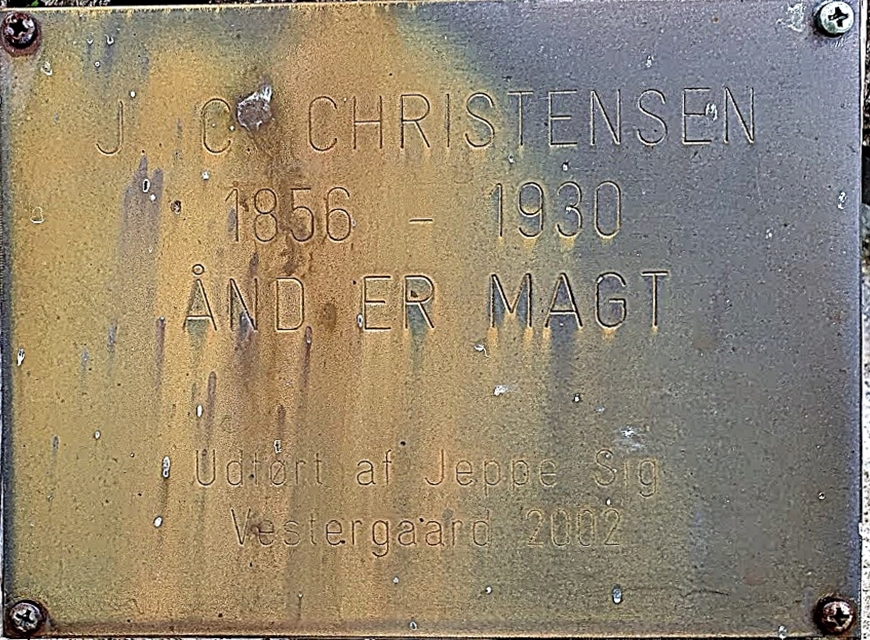 J. C. CHRISTENSEN
1856 - 1930
ÅND ER MAGT
Udført af Jeppe Sig
Vestergaard 2002